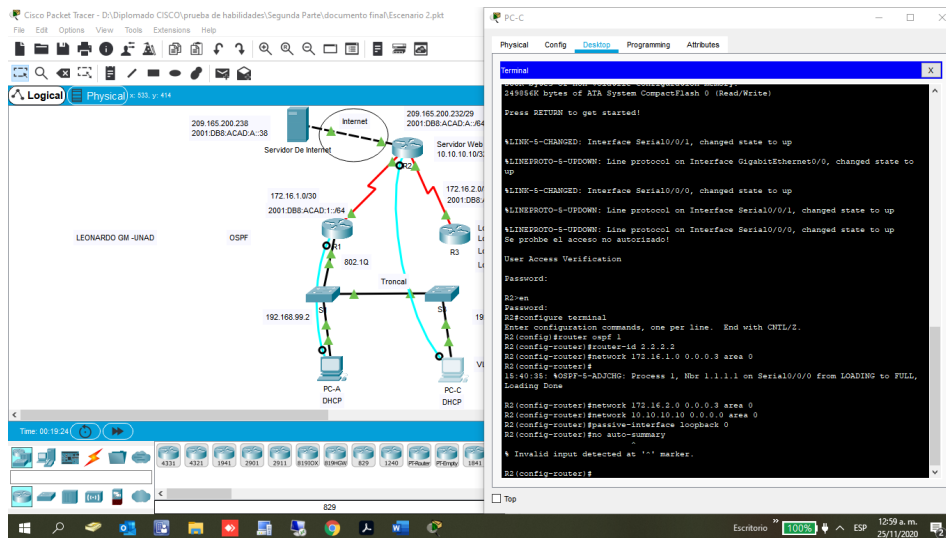 Cisco Packet Tracer - D:\Diplomado CISCO\prueba de habilidades\Segunda Parte\documento final\Escenario 2.pkt
File Edit Options View Tools Extensions Help
Logical
Physical
x: 533, y: 414
209.165.200.238
2001:DB8:ACAD:A::38
Internet
209.165.200.232/29
2001:DB8:ACAD:A::/64
Servidor De Internet
Servidor Web
10.10.10.10/3
R2
172.16.1.0/30
172.16.2.0/
2001:DB8:ACAD:1::/64
2001:DB8:
LEONARDO GM -UNAD
OSPF
R1
R3
Lo
Lo
Lo
802.1Q
Troncal
S1
S3
192.168.99.2
19
VL
PC-A
DHCP
PC-C
DHCP
Time: 00:19:24
4331
4321
1941
2901
2911
819IOX
819HGW
829
1240
PT-Router
PT-Empty
1841
829
PC-C
Physical Config Desktop Programming Attributes
Terminal
X
249856K bytes of ATA System CompactFlash 0 (Read/Write)
Press RETURN to get started!
%LINK-5-CHANGED: Interface Serial0/0/1, changed state to up
%LINEPROTO-5-UPDOWN: Line protocol on Interface GigabitEthernet0/0, changed state to
up
%LINK-5-CHANGED: Interface Serial0/0/0, changed state to up
%LINEPROTO-5-UPDOWN: Line protocol on Interface Serial0/0/1, changed state to up
%LINEPROTO-5-UPDOWN: Line protocol on Interface Serial0/0/0, changed state to up
Se prohbe el acceso no autorizado!
User Access Verification
Password:
R2>en
Password:
R2#configure terminal
Enter configuration commands, one per line. End with CNTL/Z.
R2(config)#router ospf 1
R2(config-router)#router-id 2.2.2.2
R2(config-router)#network 172.16.1.0 0.0.0.3 area 0
R2(config-router)#
15:40:35: %OSPF-5-ADJCHG: Process 1, Nbr 1.1.1.1 on Serial0/0/0 from LOADING to FULL,
Loading Done
R2(config-router)#network 172.16.2.0 0.0.0.3 area 0
R2(config-router)#network 10.10.10.10 0.0.0.0 area 0
R2(config-router)#passive-interface loopback 0
R2(config-router)#no auto-summary
^
% Invalid input detected at '^' marker.
R2(config-router)#
Top
Escritorio
100%
ESP
12:59 a. m.
25/11/2020
2